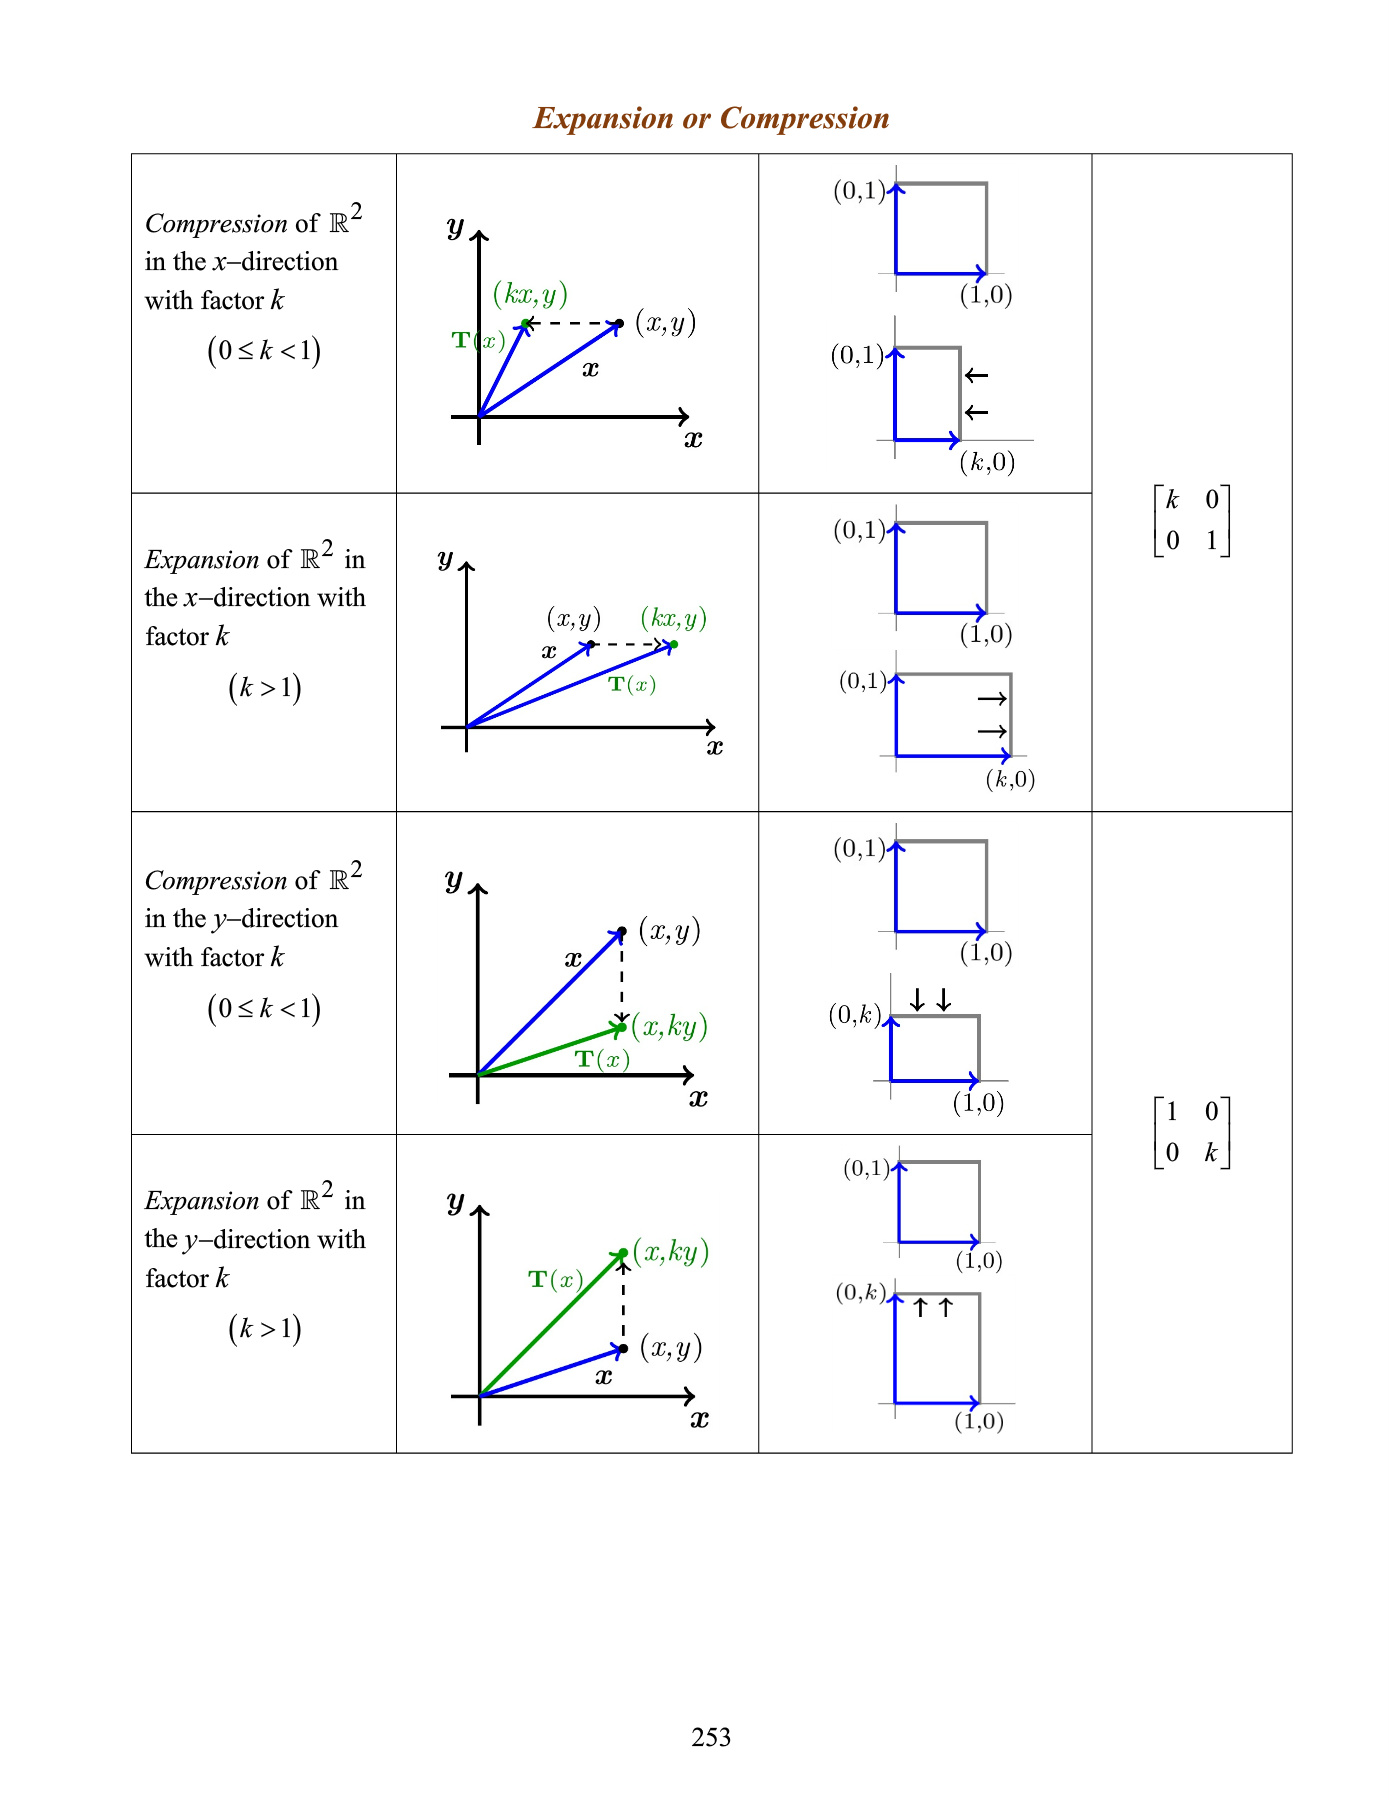 Expansion or Compression
Compression of ℝ²
in the x–direction
with factor k
(0 ≤ k < 1)
y
(kx,y)
(x,y)
T(x)
x
x
(0,1)
(1,0)
(0,1)
(k,0)
[k 0
0 1]
Expansion of ℝ² in
the x–direction with
factor k
(k > 1)
y
(x,y)
(kx,y)
x
T(x)
x
(0,1)
(1,0)
(0,1)
(k,0)
Compression of ℝ²
in the y–direction
with factor k
(0 ≤ k < 1)
y
(x,y)
x
(x,ky)
T(x)
x
(0,1)
(1,0)
(0,k)
(1,0)
[1 0
0 k]
Expansion of ℝ² in
the y–direction with
factor k
(k > 1)
y
(x,ky)
T(x)
(x,y)
x
x
(0,1)
(1,0)
(0,k)
(1,0)
253